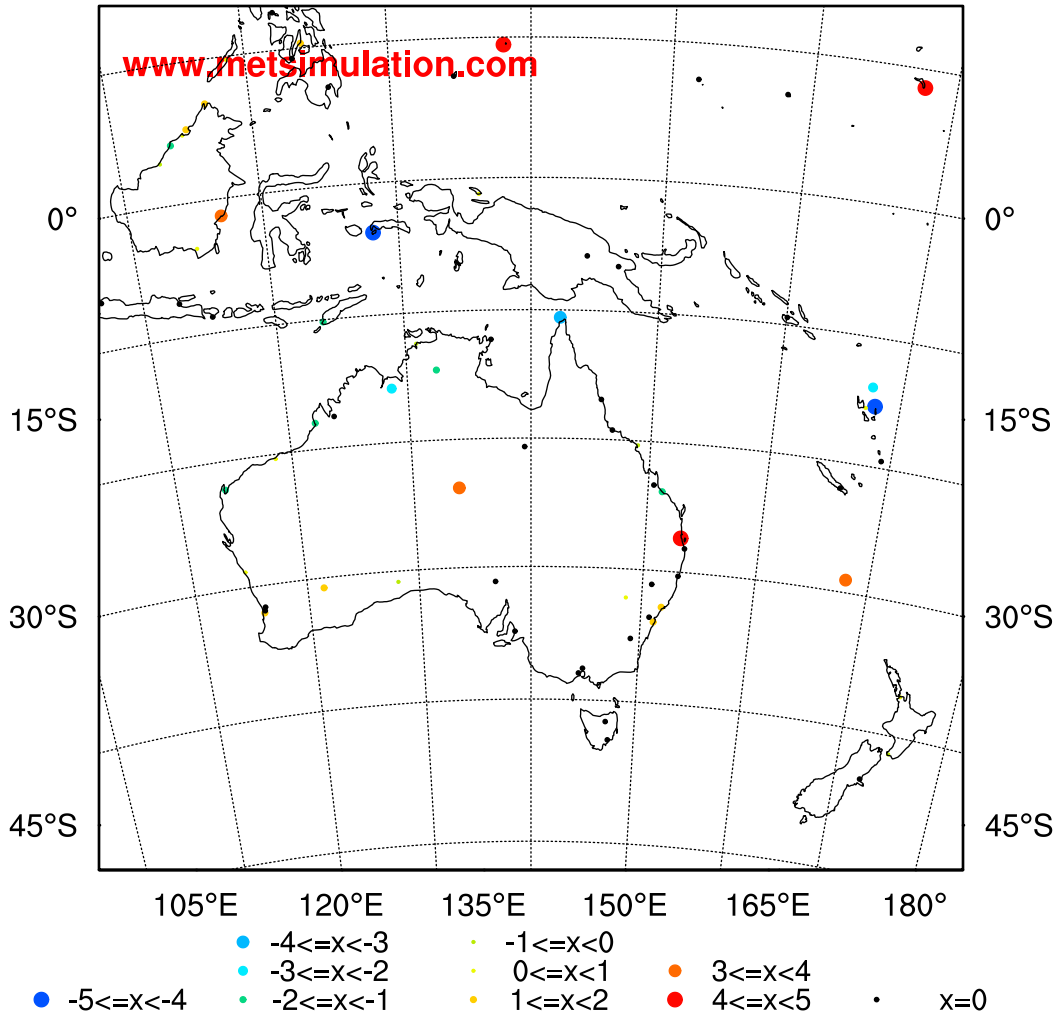 www.metsimulation.com
0° 0°
15°S 15°S
30°S 30°S
45°S 45°S
105°E 120°E 135°E 150°E 165°E 180°
-4<=x<-3 -1<=x<0
-3<=x<-2 0<=x<1 3<=x<4
-5<=x<-4 -2<=x<-1 1<=x<2 4<=x<5 x=0